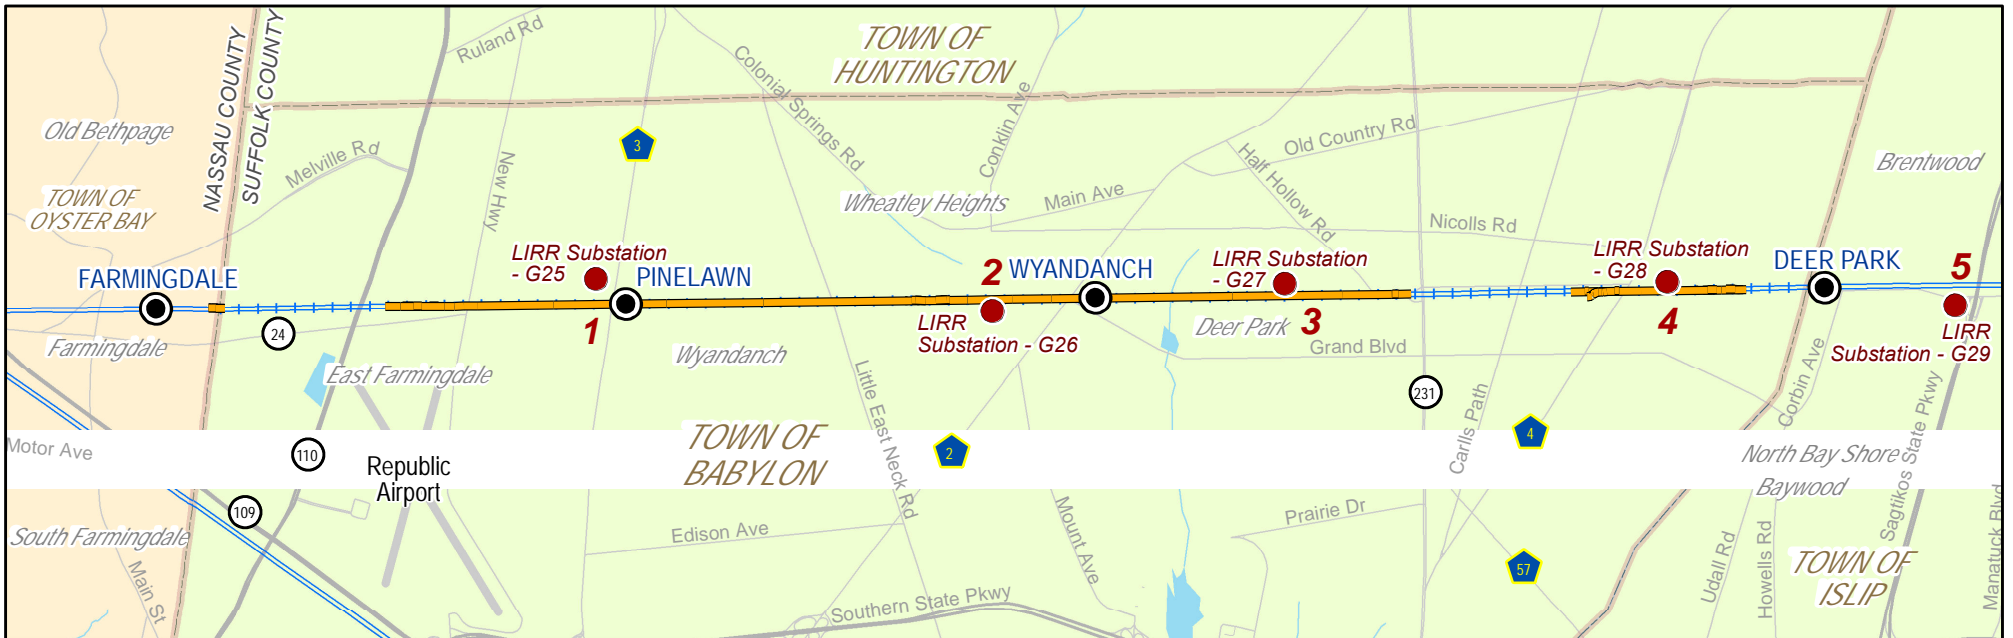 NASSAU COUNTY
SUFFOLK COUNTY
Ruland Rd
TOWN OF
HUNTINGTON
Colonial Springs Rd
Conklin Ave
Old Bethpage
Melville Rd
New Hwy
3
Old Country Rd
Half Hollow Rd
Brentwood
TOWN OF
OYSTER BAY
Wheatley Heights
Main Ave
Nicolls Rd
LIRR Substation
- G25
LIRR Substation
- G27
LIRR Substation
- G28
FARMINGDALE
PINELAWN
2
WYANDANCH
DEER PARK
5
24
Farmingdale
1
LIRR
Substation - G26
Deer Park
3
4
LIRR
Substation - G29
Grand Blvd
Wyandanch
East Farmingdale
Little East Neck Rd
231
Carlls Path
Corbin Ave
Sagtikos State Pkwy
Motor Ave
110
Republic
Airport
TOWN OF
BABYLON
2
4
North Bay Shore
Baywood
109
South Farmingdale
Main St
Edison Ave
Mount Ave
Prairie Dr
57
Udall Rd
Howells Rd
TOWN OF
ISLIP
Manatuck Blvd
Southern State Pkwy